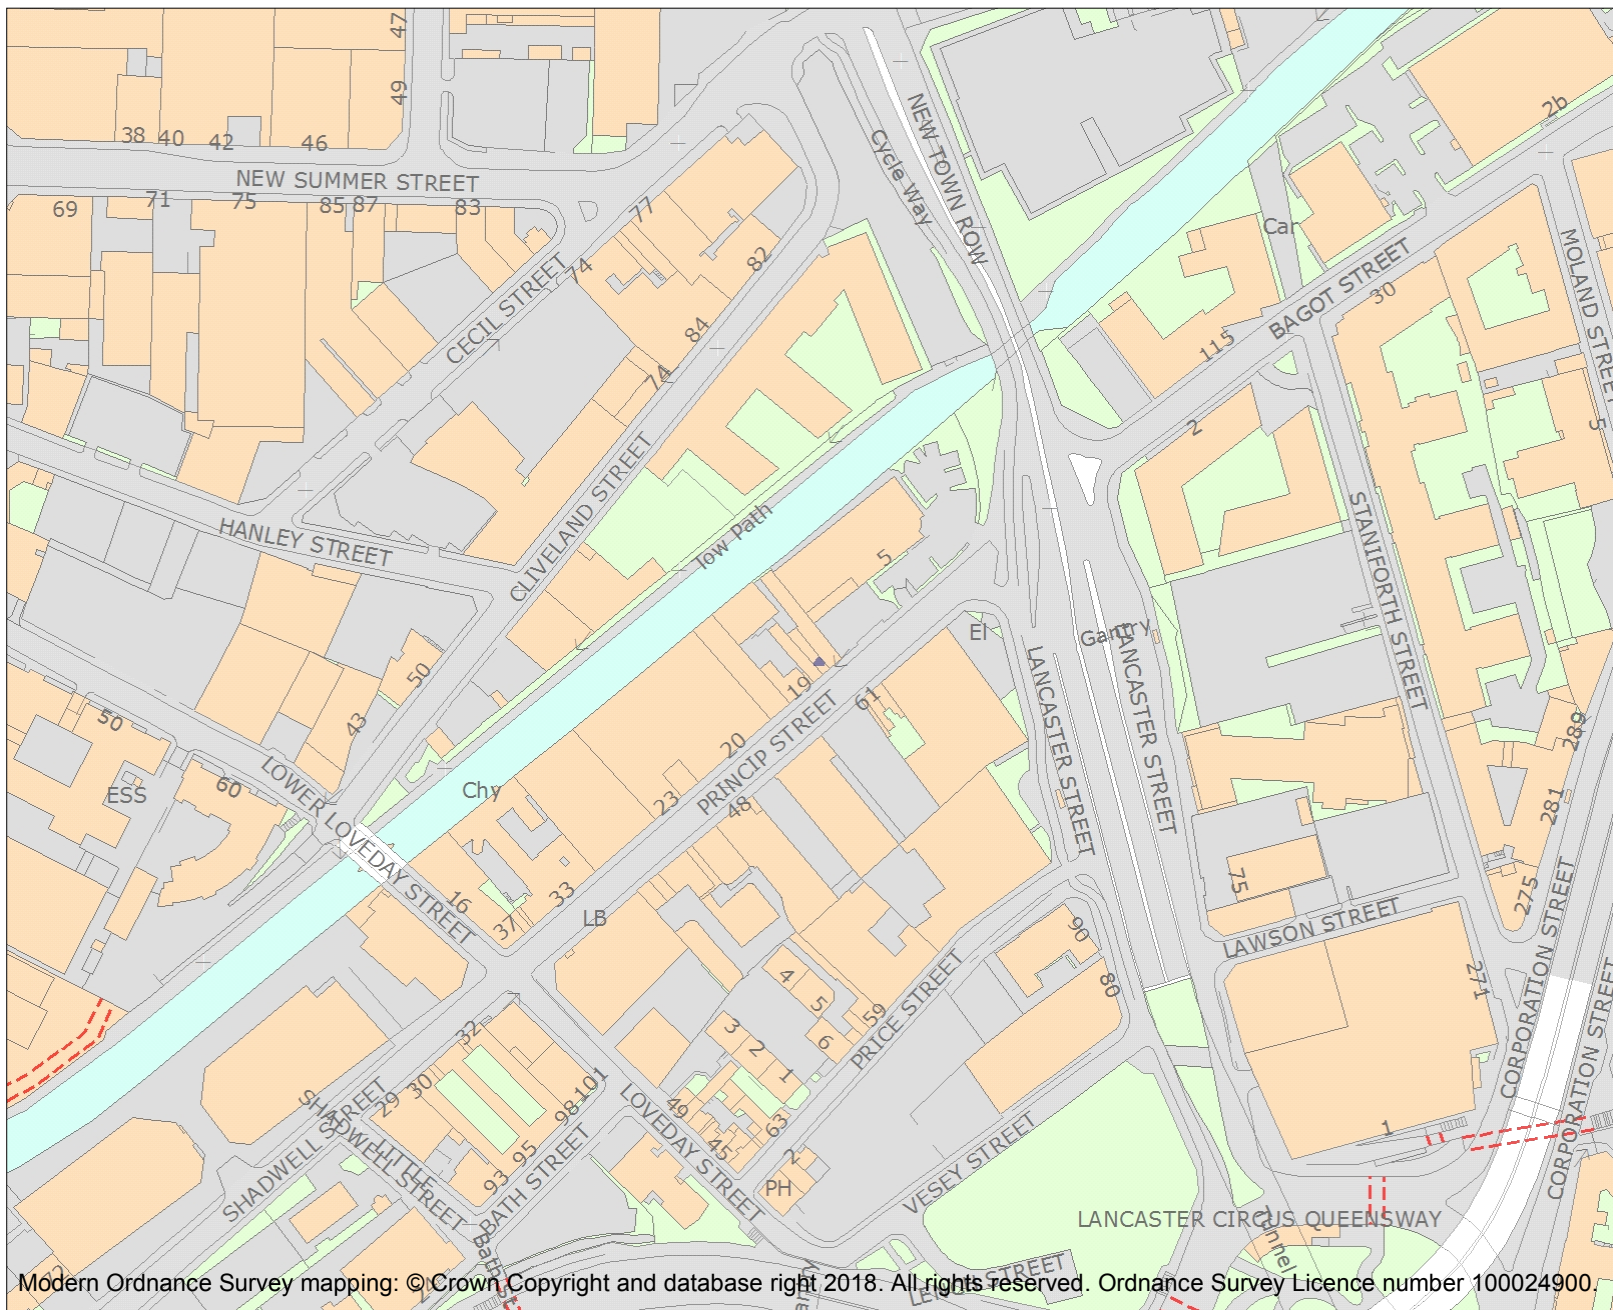 47
49
38
40
42
46
NEW SUMMER STREET
69
71
75
85
87
83
77
74
CECIL STREET
82
84
74
Cycle Way
NEW TOWN ROW
Car
2b
BAGOT STREET
30
115
2
MOLAND STREET
5
HANLEY STREET
CLIVELAND STREET
low Path
5
STANIFORTH STREET
El
Gantry
LANCASTER STREET
LANCASTER STREET
50
43
50
60
ESS
LOWER LOVEDAY STREET
Chy
19
61
20
PRINCIP STREET
23
48
289
281
275
75
LAWSON STREET
271
CORPORATION STREET
CORPORATION STREET
16
37
33
LB
90
80
4
5
6
59
PRICE STREET
3
2
1
32
29
30
SHADWELL STREET
LITTLE SHADWELL STREET
98
101
93
95
BATH STREET
Bath St
LOVEDAY STREET
49
45
63
2
PH
VESEY STREET
1
LANCASTER CIRCUS QUEENSWAY
Tunnel
STREET
Modern Ordnance Survey mapping: © Crown Copyright and database right 2018. All rights reserved. Ordnance Survey Licence number 100024900.